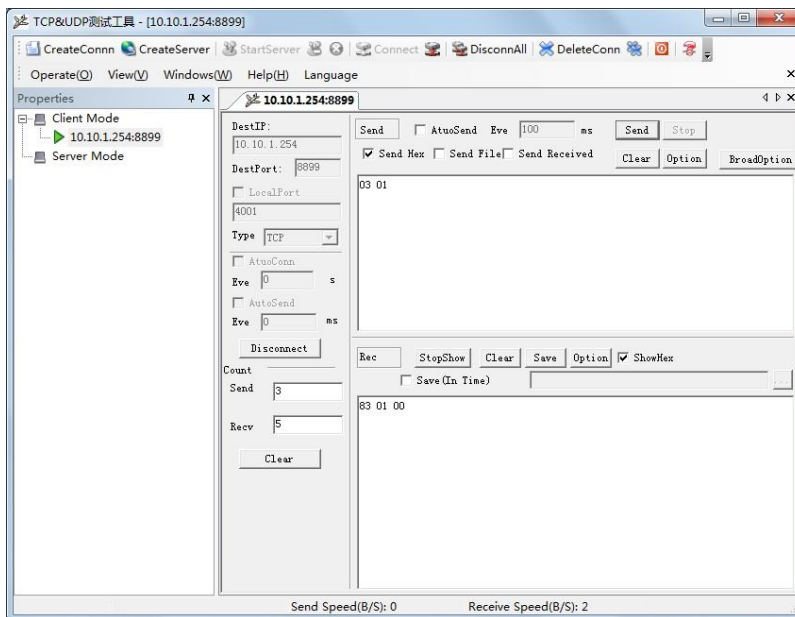 TCP&UDP测试工具 - [10.10.1.254:8899]
CreateConnn CreateServer StartServer Connect DisconnAll DeleteConn
Operate(O) View(V) Windows(W) Help(H) Language
Properties
10.10.1.254:8899
Client Mode
10.10.1.254:8899
Server Mode
DestIP:
10.10.1.254
DestPort: 8899
LocalPort
4001
Type TCP
AtuoConn
Eve 0 s
AutoSend
Eve 0 ms
Disconnect
Count
Send 3
Recv 5
Clear
Send AtuoSend Eve 100 ms Send Stop
Send Hex Send File Send Received Clear Option BroadOption
03 01
Rec StopShow Clear Save Option ShowHex
Save(In Time) ...
83 01 00
Send Speed(B/S): 0 Receive Speed(B/S): 2